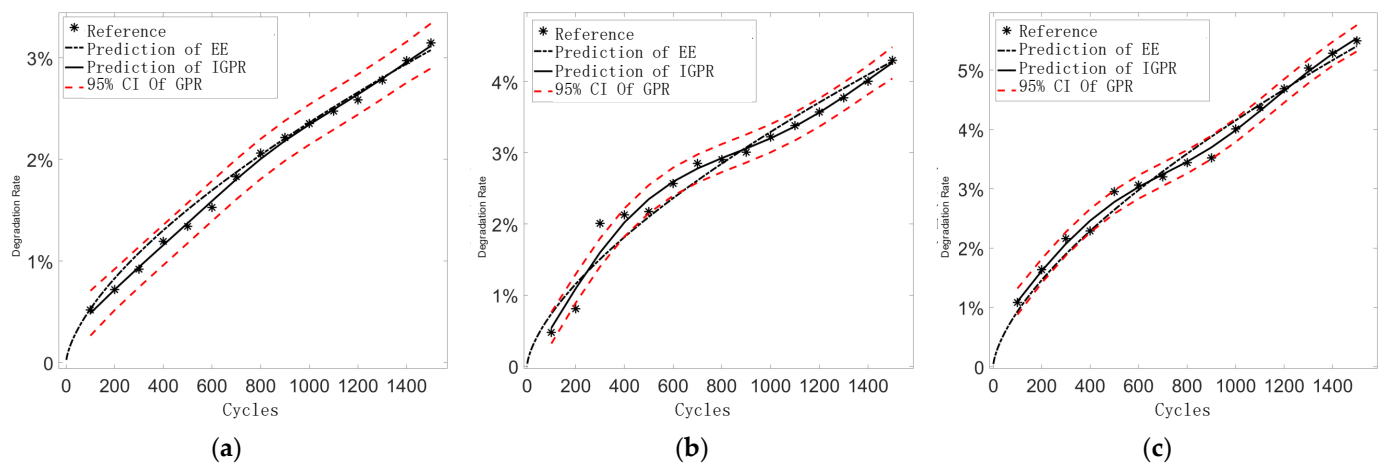 Reference
Prediction of EE
Prediction of IGPR
95% CI Of GPR
Degradation Rate
3%
2%
1%
0
0 200 400 600 800 1000 1200 1400
Cycles
(a)
Reference
Prediction of EE
Prediction of IGPR
95% CI Of GPR
Degradation Rate
4%
3%
2%
1%
0
0 200 400 600 800 1000 1200 1400
Cycles
(b)
Reference
Prediction of EE
Prediction of IGPR
95% CI Of GPR
Degradation Rate
5%
4%
3%
2%
1%
0
0 200 400 600 800 1000 1200 1400
Cycles
(c)